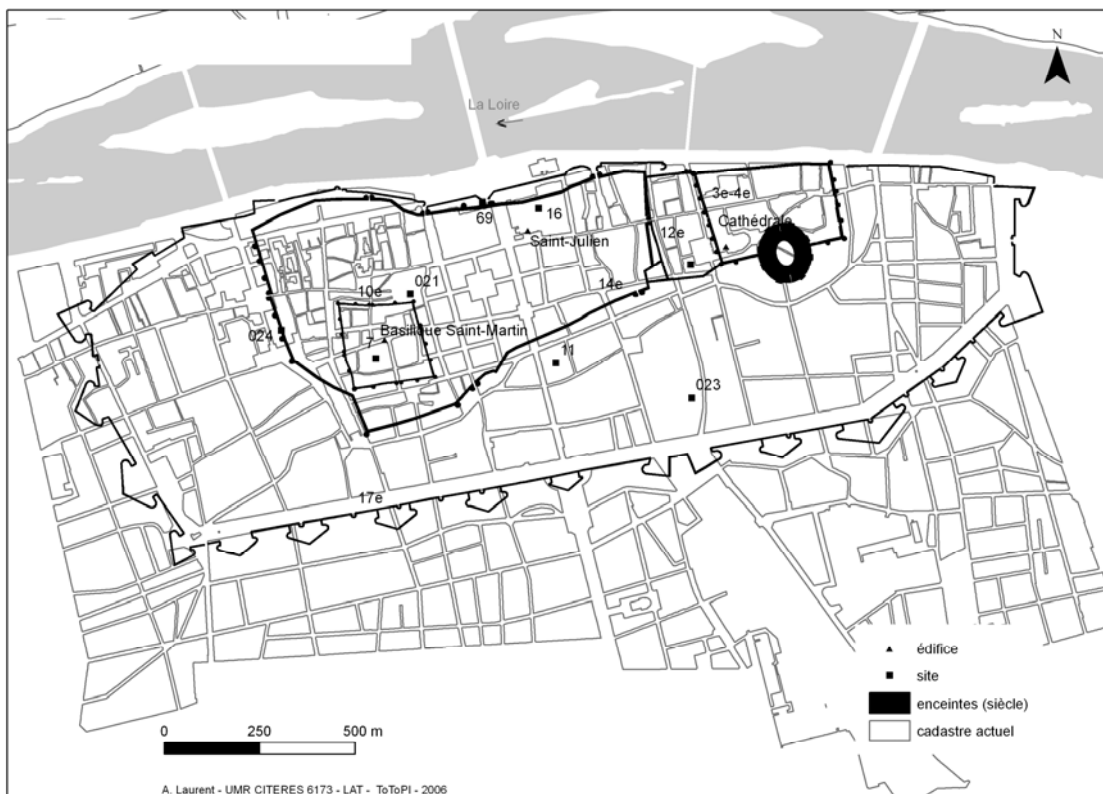 N
La Loire
3e-4e
16
69
Cathédrale
12e
Saint-Julien
14e
021
10e
Basilique Saint-Martin
024
7
11
023
17e
édifice
site
enceintes (siècle)
cadastre actuel
0 250 500 m
A. Laurent - UMR CITERES 6173 - LAT - ToToPI - 2006